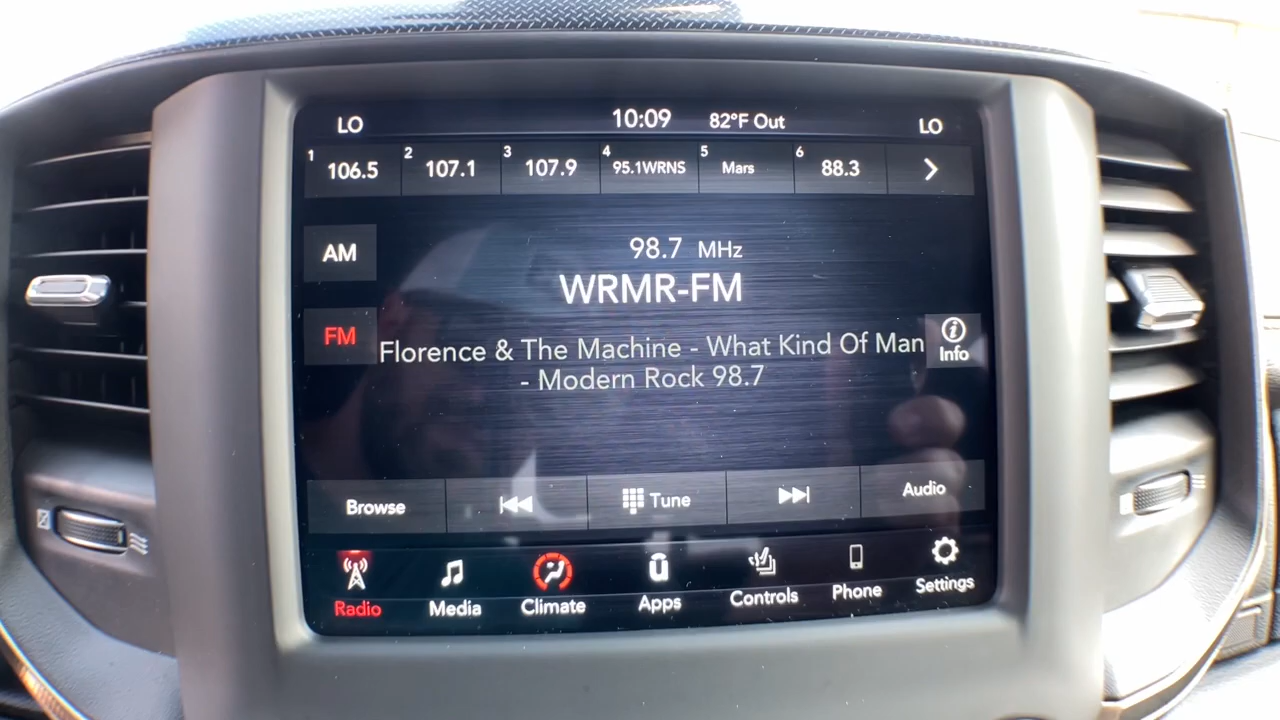 LO 10:09 82°F Out LO
1 106.5 2 107.1 3 107.9 4 95.1WRNS 5 Mars 6 88.3
AM
98.7 MHz
WRMR-FM
FM
Florence & The Machine - What Kind Of Man
- Modern Rock 98.7
Info
Browse Tune Audio
Radio Media Climate Apps Controls Phone Settings